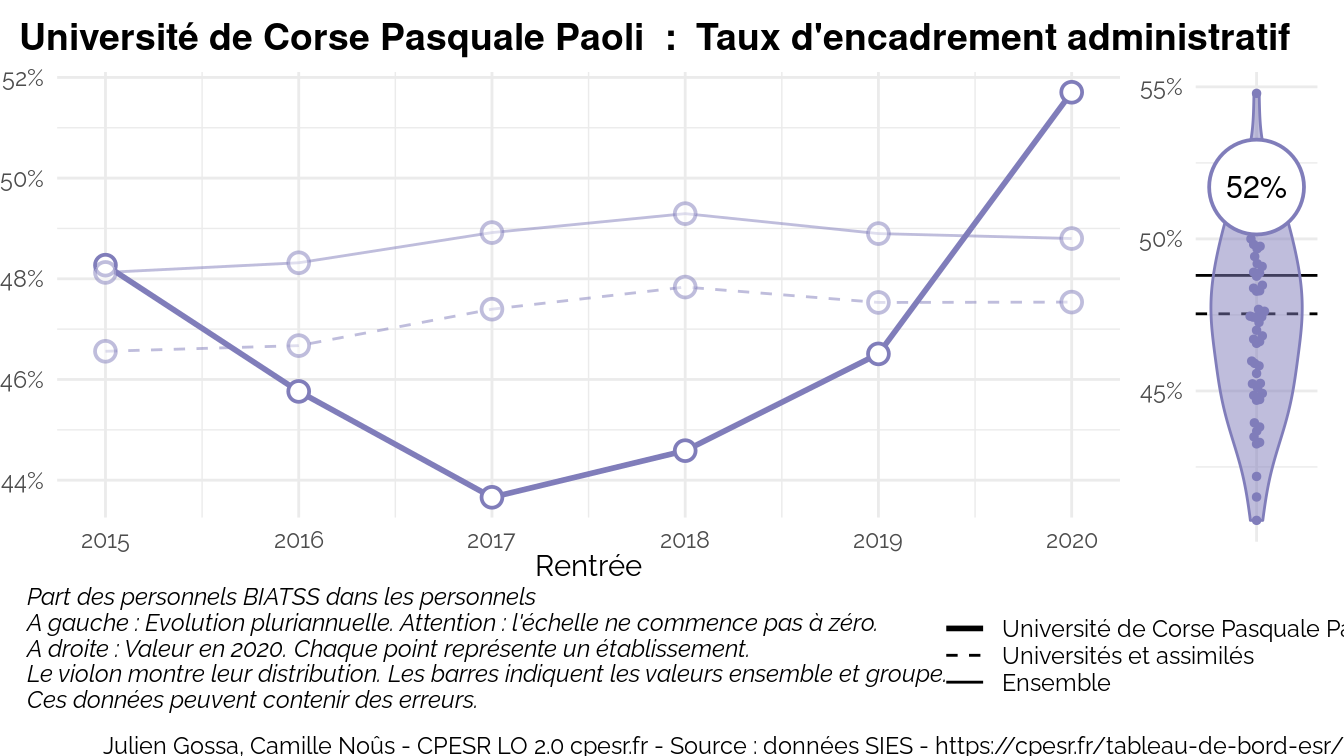 Université de Corse Pasquale Paoli : Taux d'encadrement administratif
52%
50%
48%
46%
44%
2015 2016 2017 2018 2019 2020
Rentrée
55%
50%
45%
52%
Part des personnels BIATSS dans les personnels
A gauche : Evolution pluriannuelle. Attention : l'échelle ne commence pas à zéro.
A droite : Valeur en 2020. Chaque point représente un établissement.
Le violon montre leur distribution. Les barres indiquent les valeurs ensemble et groupe.
Ces données peuvent contenir des erreurs.
Université de Corse Pasquale Pa
Universités et assimilés
Ensemble
Julien Gossa, Camille Noûs - CPESR LO 2.0 cpesr.fr - Source : données SIES - https://cpesr.fr/tableau-de-bord-esr/